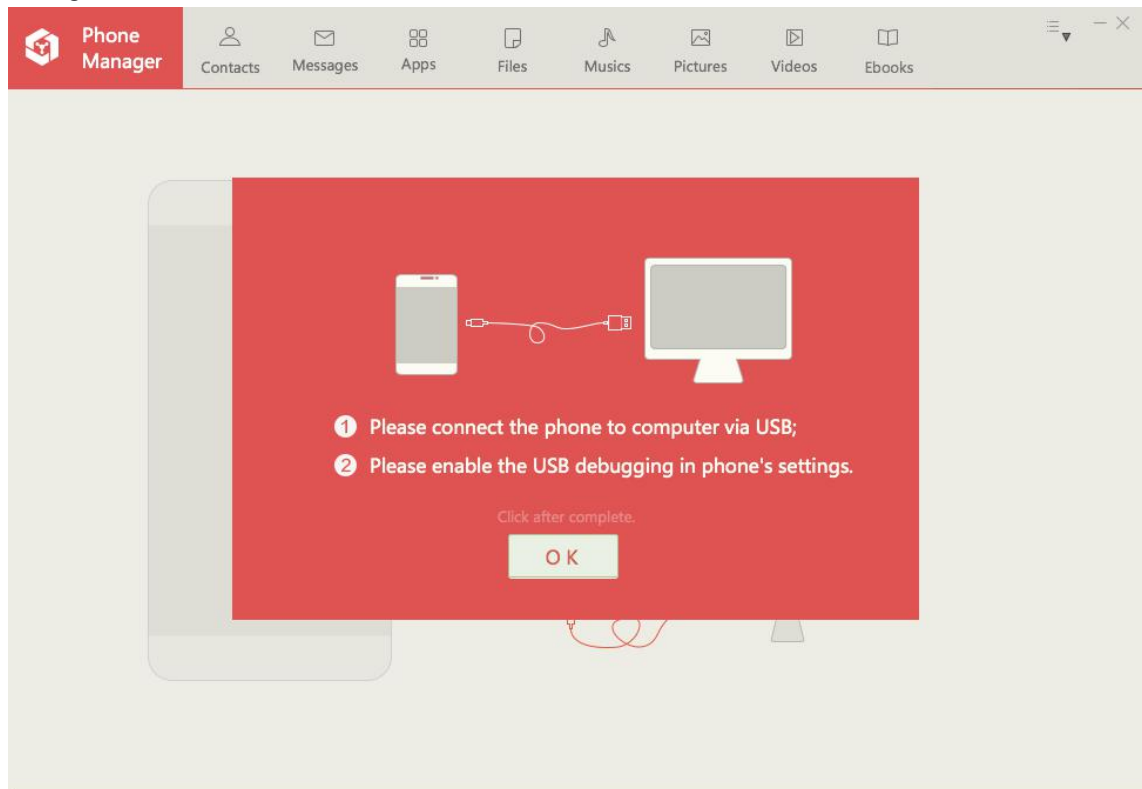 Phone
Manager
Contacts
Messages
Apps
Files
Musics
Pictures
Videos
Ebooks
1 Please connect the phone to computer via USB;
2 Please enable the USB debugging in phone's settings.
Click after complete.
OK